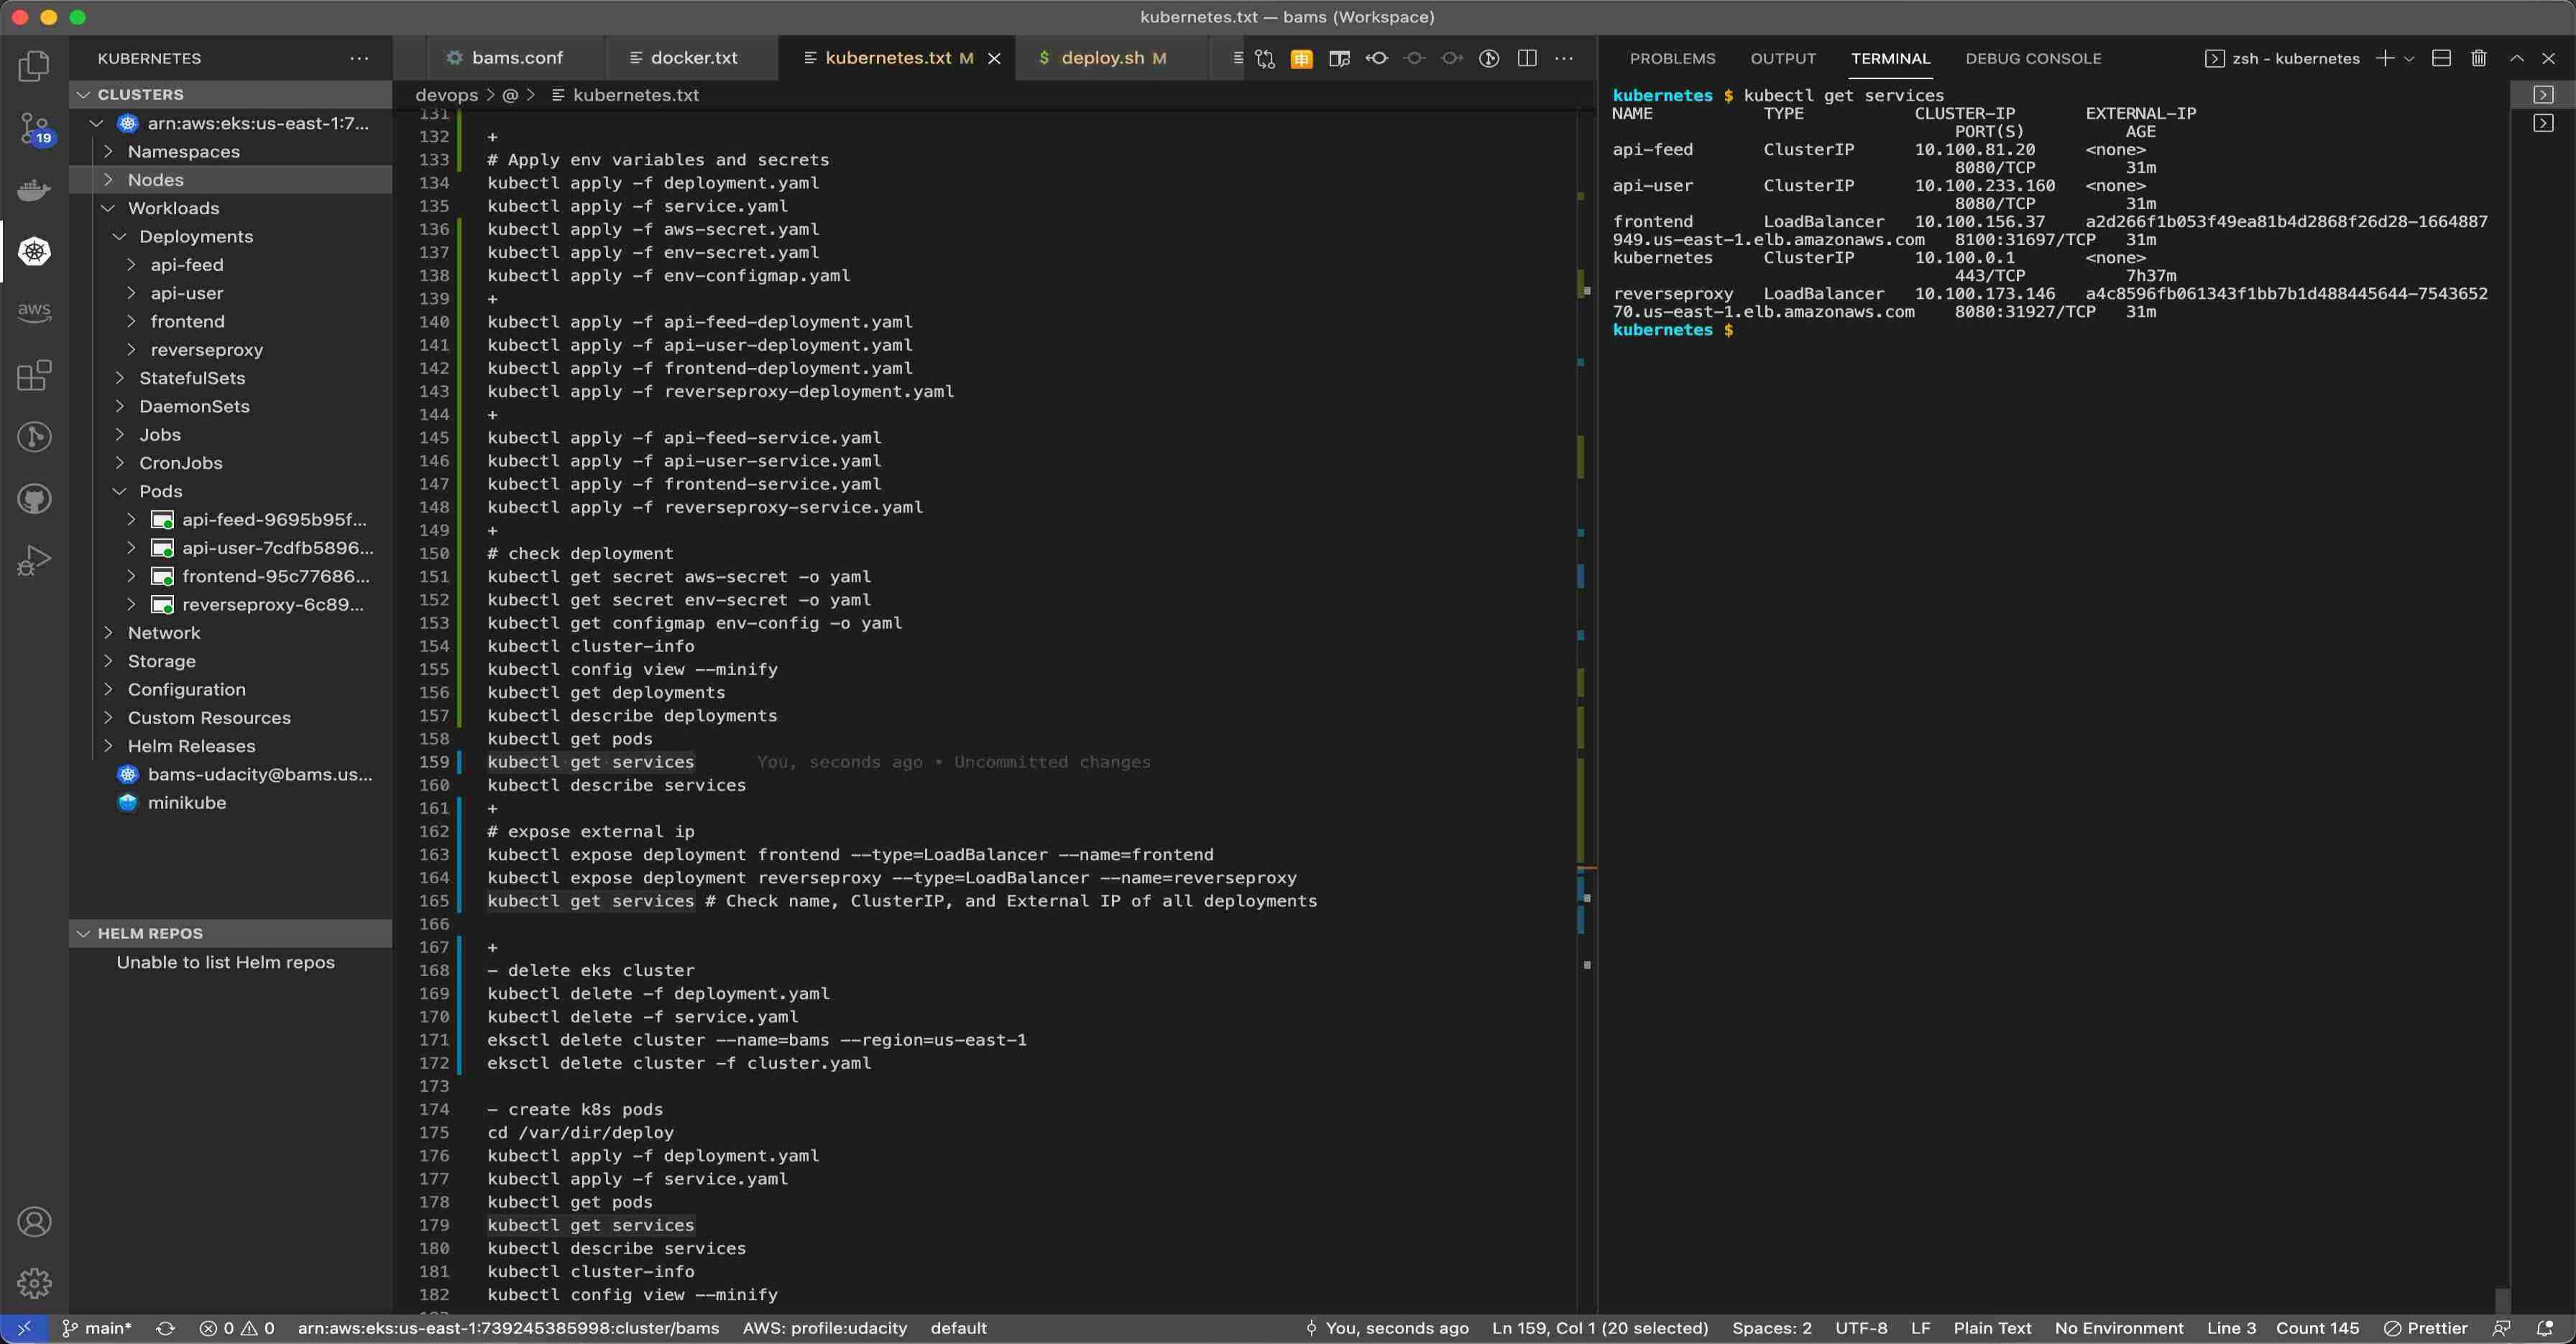 kubernetes.txt — bams (Workspace)
KUBERNETES
CLUSTERS
arn:aws:eks:us-east-1:7...
Namespaces
Nodes
Workloads
Deployments
api-feed
api-user
frontend
reverseproxy
StatefulSets
DaemonSets
Jobs
CronJobs
Pods
api-feed-9695b95f...
api-user-7cdfb5896...
frontend-95c77686...
reverseproxy-6c89...
Network
Storage
Configuration
Custom Resources
Helm Releases
bams-udacity@bams.us...
minikube
HELM REPOS
Unable to list Helm repos
19
aws
bams.conf
docker.txt
kubernetes.txt M
$ deploy.sh M
devops > @ > kubernetes.txt
131
132 +
133 # Apply env variables and secrets
134 kubectl apply -f deployment.yaml
135 kubectl apply -f service.yaml
136 kubectl apply -f aws-secret.yaml
137 kubectl apply -f env-secret.yaml
138 kubectl apply -f env-configmap.yaml
139 +
140 kubectl apply -f api-feed-deployment.yaml
141 kubectl apply -f api-user-deployment.yaml
142 kubectl apply -f frontend-deployment.yaml
143 kubectl apply -f reverseproxy-deployment.yaml
144 +
145 kubectl apply -f api-feed-service.yaml
146 kubectl apply -f api-user-service.yaml
147 kubectl apply -f frontend-service.yaml
148 kubectl apply -f reverseproxy-service.yaml
149 +
150 # check deployment
151 kubectl get secret aws-secret -o yaml
152 kubectl get secret env-secret -o yaml
153 kubectl get configmap env-config -o yaml
154 kubectl cluster-info
155 kubectl config view --minify
156 kubectl get deployments
157 kubectl describe deployments
158 kubectl get pods
159 kubectl get services You, seconds ago • Uncommitted changes
160 kubectl describe services
161 +
162 # expose external ip
163 kubectl expose deployment frontend --type=LoadBalancer --name=frontend
164 kubectl expose deployment reverseproxy --type=LoadBalancer --name=reverseproxy
165 kubectl get services # Check name, ClusterIP, and External IP of all deployments
166
167 +
168 - delete eks cluster
169 kubectl delete -f deployment.yaml
170 kubectl delete -f service.yaml
171 eksctl delete cluster --name=bams --region=us-east-1
172 eksctl delete cluster -f cluster.yaml
173
174 - create k8s pods
175 cd /var/dir/deploy
176 kubectl apply -f deployment.yaml
177 kubectl apply -f service.yaml
178 kubectl get pods
179 kubectl get services
180 kubectl describe services
181 kubectl cluster-info
182 kubectl config view --minify
PROBLEMS OUTPUT TERMINAL DEBUG CONSOLE
zsh - kubernetes
kubernetes $ kubectl get services
NAME TYPE CLUSTER-IP EXTERNAL-IP
PORT(S) AGE
api-feed ClusterIP 10.100.81.20 <none>
8080/TCP 31m
api-user ClusterIP 10.100.233.160 <none>
8080/TCP 31m
frontend LoadBalancer 10.100.156.37 a2d266f1b053f49ea81b4d2868f26d28-1664887
949.us-east-1.elb.amazonaws.com 8100:31697/TCP 31m
kubernetes ClusterIP 10.100.0.1 <none>
443/TCP 7h37m
reverseproxy LoadBalancer 10.100.173.146 a4c8596fb061343f1bb7b1d488445644-7543652
70.us-east-1.elb.amazonaws.com 8080:31927/TCP 31m
kubernetes $
main* 0 0 arn:aws:eks:us-east-1:739245385998:cluster/bams AWS: profile:udacity default You, seconds ago Ln 159, Col 1 (20 selected) Spaces: 2 UTF-8 LF Plain Text No Environment Line 3 Count 145 Prettier